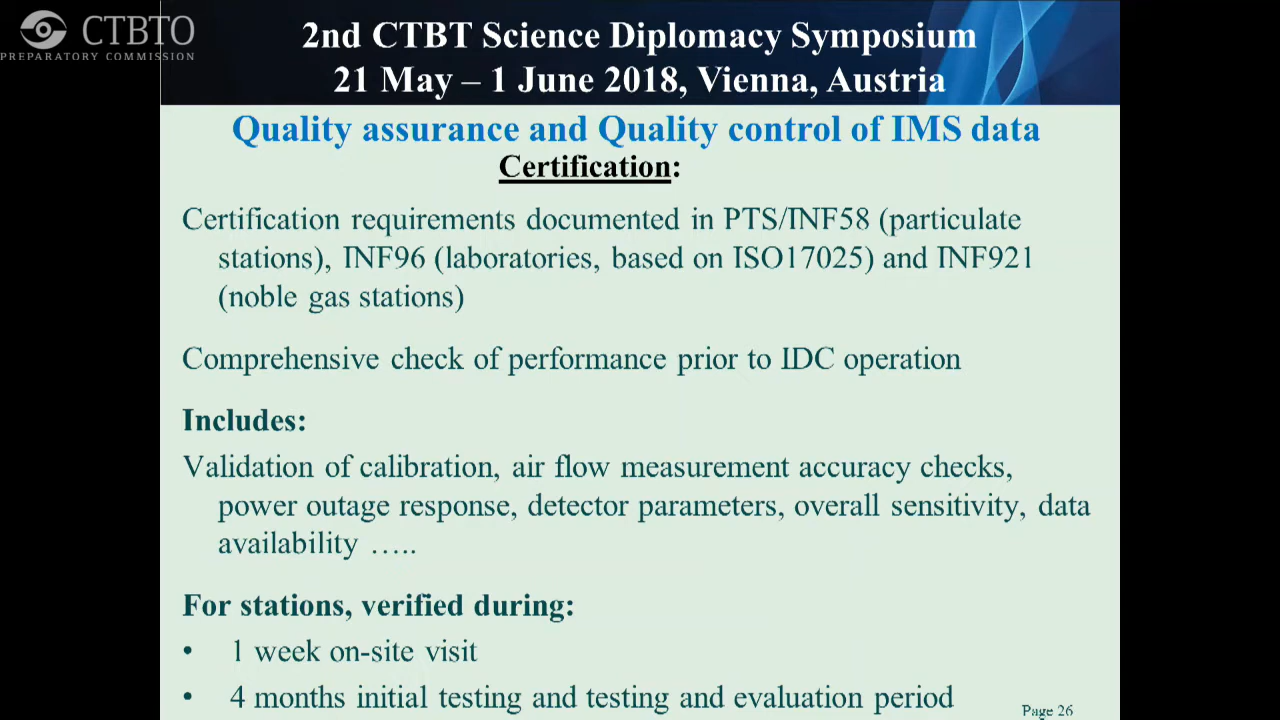 CTBTO
PREPARATORY COMMISSION
2nd CTBT Science Diplomacy Symposium
21 May – 1 June 2018, Vienna, Austria
Quality assurance and Quality control of IMS data
Certification:
Certification requirements documented in PTS/INF58 (particulate
stations), INF96 (laboratories, based on ISO17025) and INF921
(noble gas stations)
Comprehensive check of performance prior to IDC operation
Includes:
Validation of calibration, air flow measurement accuracy checks,
power outage response, detector parameters, overall sensitivity, data
availability …..
For stations, verified during:
• 1 week on-site visit
• 4 months initial testing and testing and evaluation period
Page 26